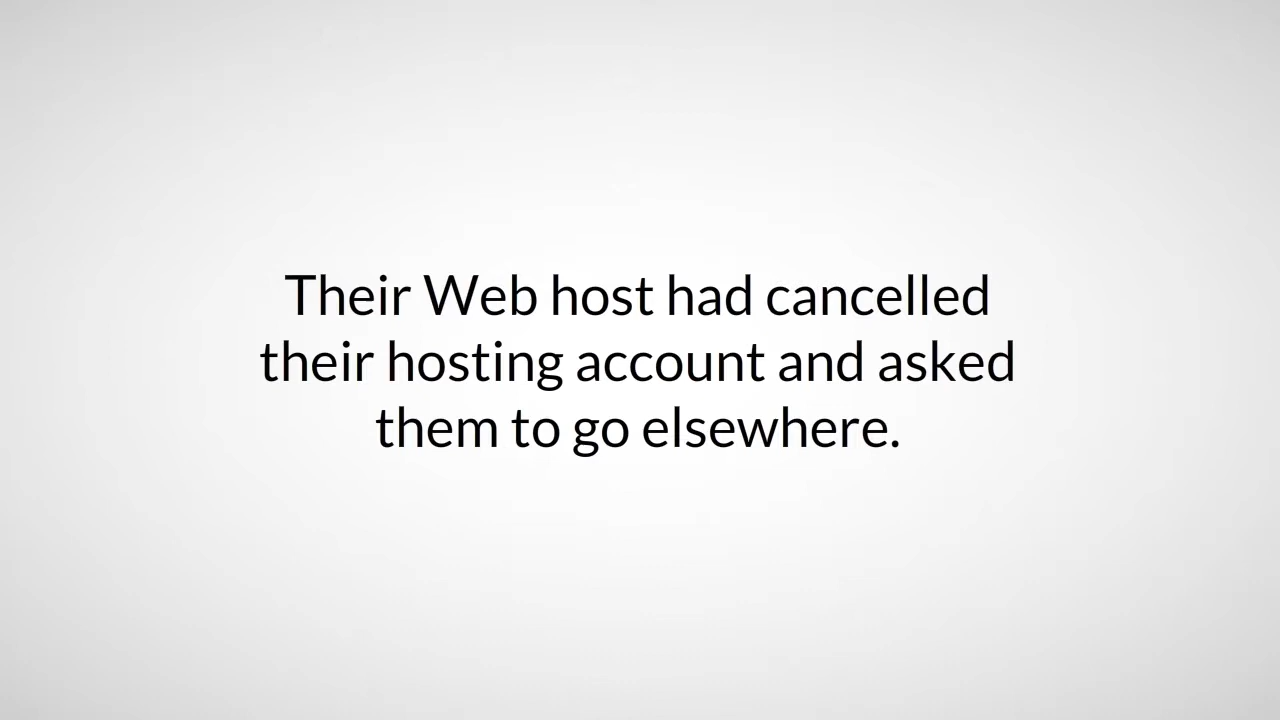 Their Web host had cancelled
their hosting account and asked
them to go elsewhere.